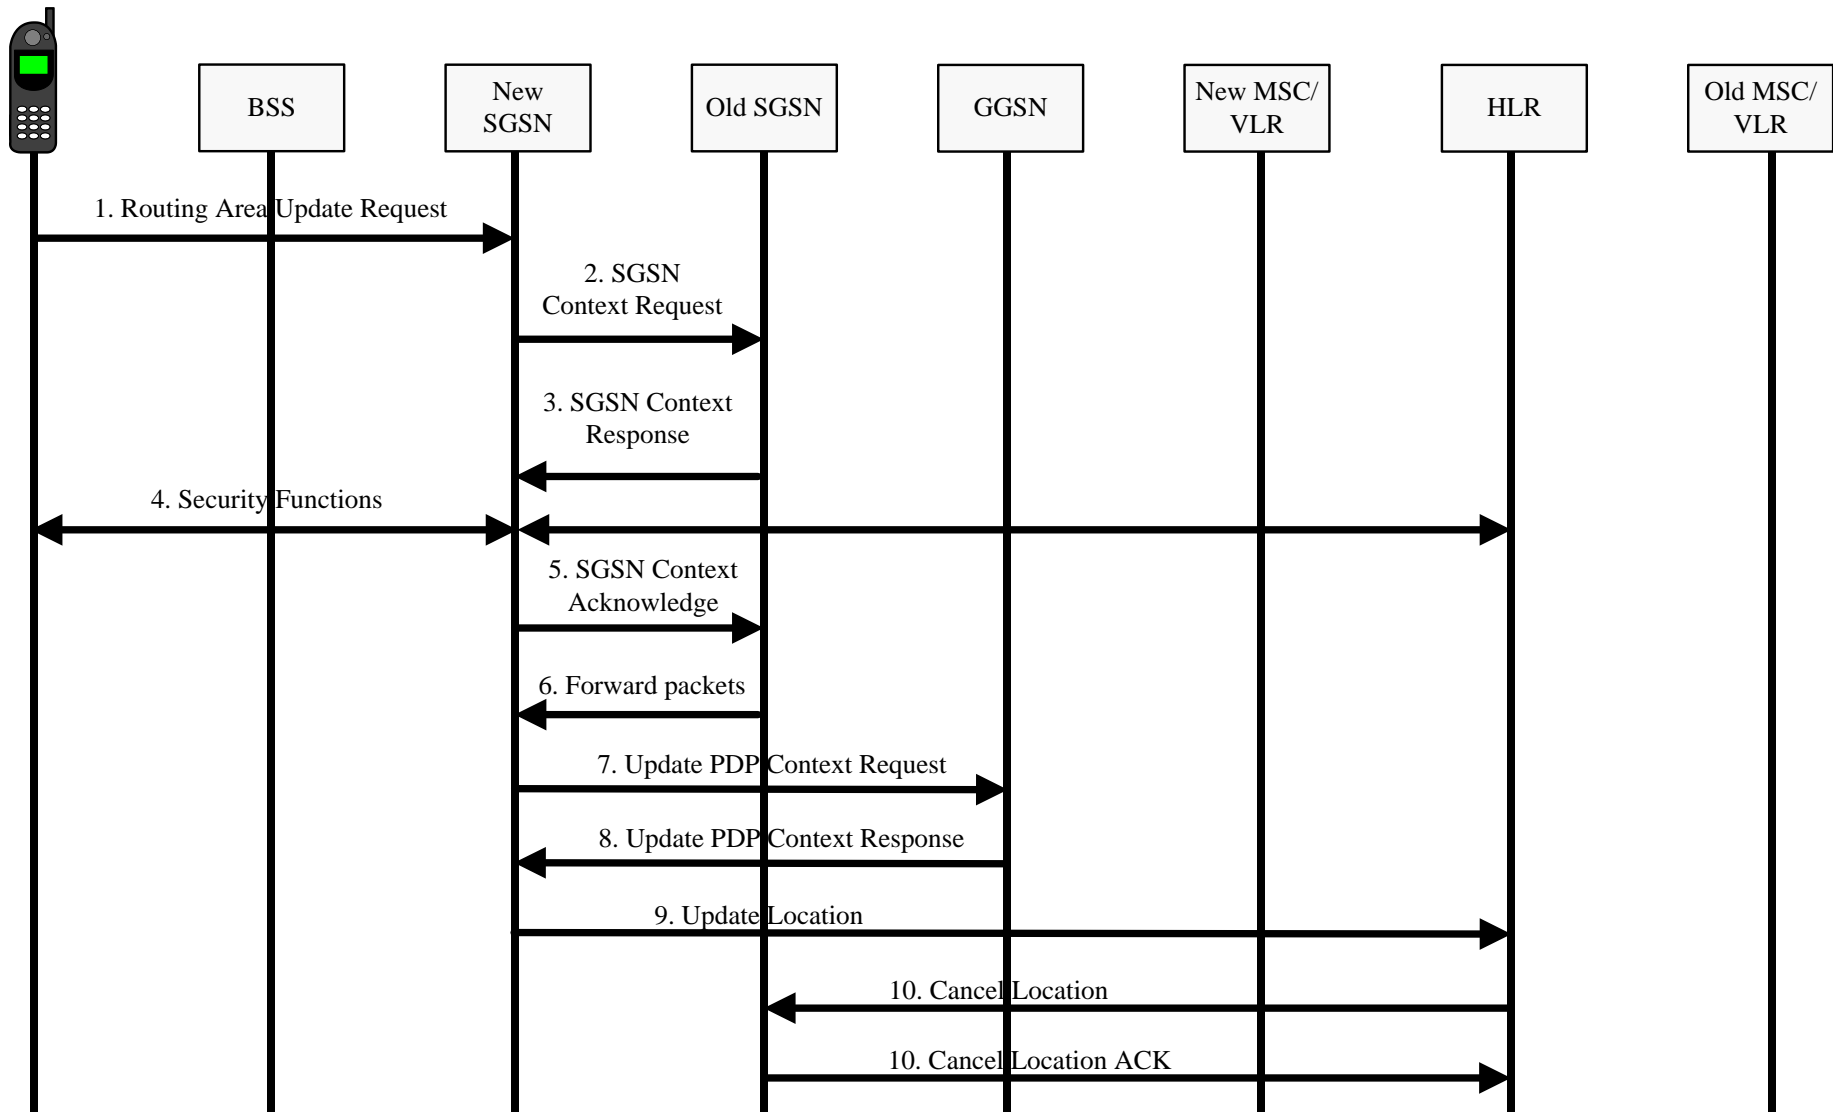 BSS
New
SGSN
Old SGSN
GGSN
New MSC/
VLR
HLR
Old MSC/
VLR
1. Routing Area Update Request
2. SGSN
Context Request
3. SGSN Context
Response
4. Security Functions
5. SGSN Context
Acknowledge
6. Forward packets
7. Update PDP Context Request
8. Update PDP Context Response
9. Update Location
10. Cancel Location
10. Cancel Location ACK